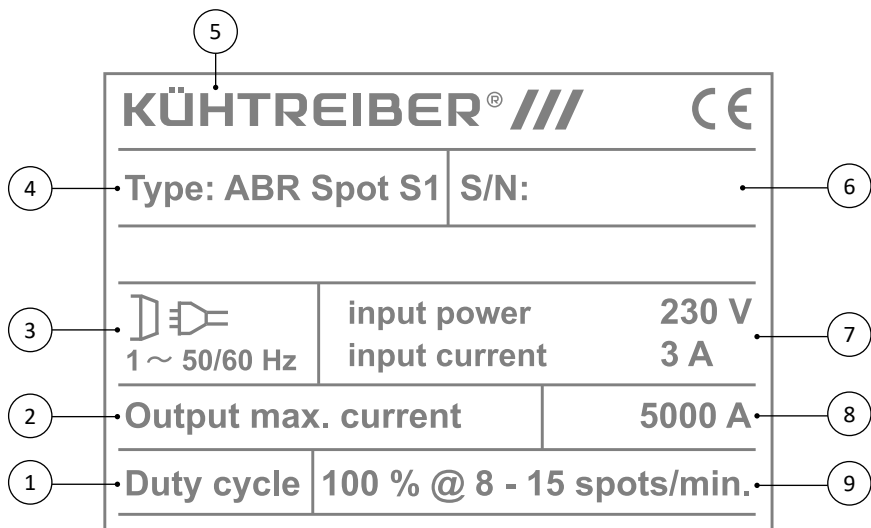 5
KÜHTREIBER® /// CE
4 Type: ABR Spot S1 S/N: 6
3 1 ~ 50/60 Hz input power 230 V 7
input current 3 A
2 Output max. current 5000 A 8
1 Duty cycle 100 % @ 8 - 15 spots/min. 9